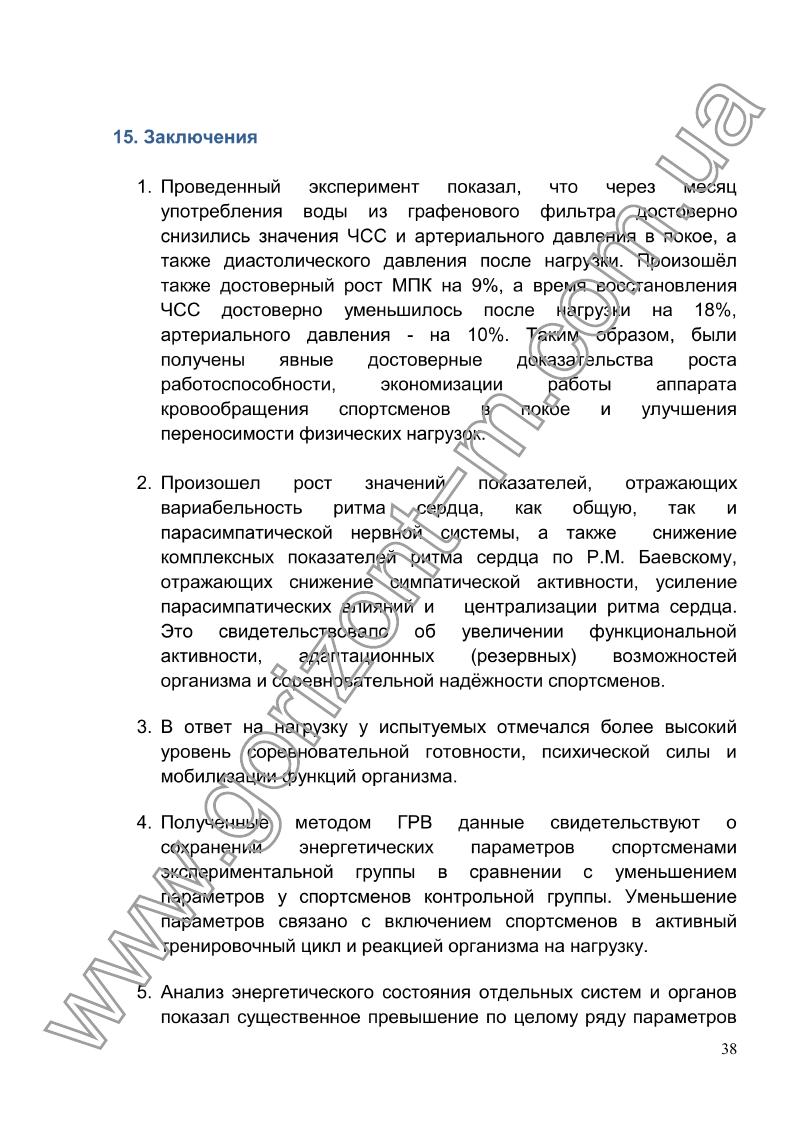 15. Заключения
1. Проведенный эксперимент показал, что через месяц
употребления воды из графенового фильтра достоверно
снизились значения ЧСС и артериального давления в покое, а
также диастолического давления после нагрузки. Произошёл
также достоверный рост МПК на 9%, а время восстановления
ЧСС достоверно уменьшилось после нагрузки на 18%,
артериального давления - на 10%. Таким образом, были
получены явные достоверные доказательства роста
работоспособности, экономизации работы аппарата
кровообращения спортсменов в покое и улучшения
переносимости физических нагрузок.
2. Произошел рост значений показателей, отражающих
вариабельность ритма сердца, как общую, так и
парасимпатической нервной системы, а также снижение
комплексных показателей ритма сердца по Р.М. Баевскому,
отражающих снижение симпатической активности, усиление
парасимпатических влияний и централизации ритма сердца.
Это свидетельствовало об увеличении функциональной
активности, адаптационных (резервных) возможностей
организма и соревновательной надёжности спортсменов.
3. В ответ на нагрузку у испытуемых отмечался более высокий
уровень соревновательной готовности, психической силы и
мобилизации функций организма.
4. Полученные методом ГРВ данные свидетельствуют о
сохранении энергетических параметров спортсменами
экспериментальной группы в сравнении с уменьшением
параметров у спортсменов контрольной группы. Уменьшение
параметров связано с включением спортсменов в активный
тренировочный цикл и реакцией организма на нагрузку.
5. Анализ энергетического состояния отдельных систем и органов
показал существенное превышение по целому ряду параметров
38
www.gorizont-m.com.ua